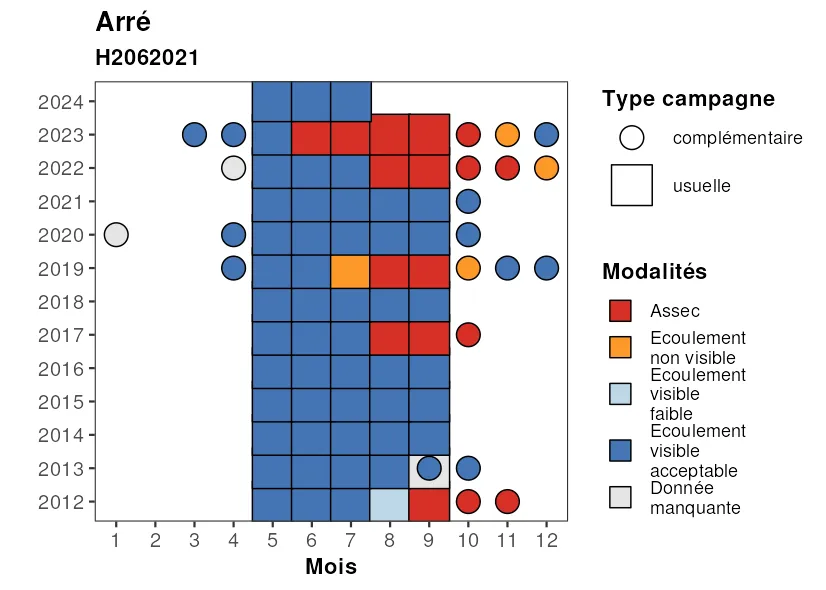 Arré
H2062021
2024
2023
2022
2021
2020
2019
2018
2017
2016
2015
2014
2013
2012
1 2 3 4 5 6 7 8 9 10 11 12
Mois
Type campagne
complémentaire
usuelle
Modalités
Assec
Ecoulement
non visible
Ecoulement
visible
faible
Ecoulement
visible
acceptable
Donnée
manquante